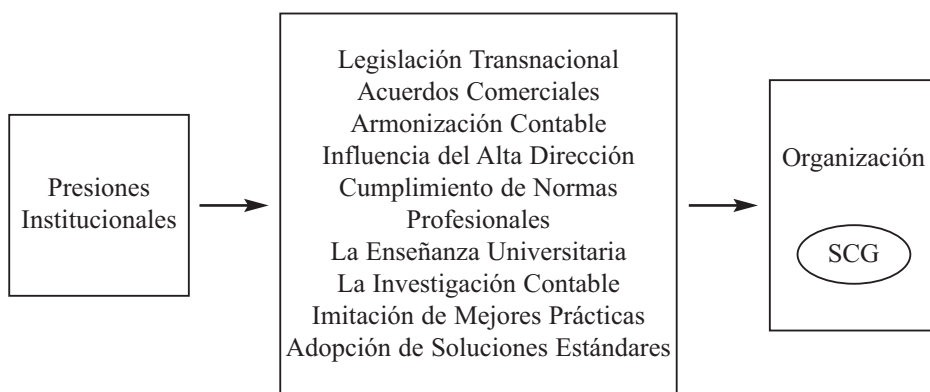 Presiones
Institucionales
Legislación Transnacional
Acuerdos Comerciales
Armonización Contable
Influencia del Alta Dirección
Cumplimiento de Normas
Profesionales
La Enseñanza Universitaria
La Investigación Contable
Imitación de Mejores Prácticas
Adopción de Soluciones Estándares
Organización
SCG